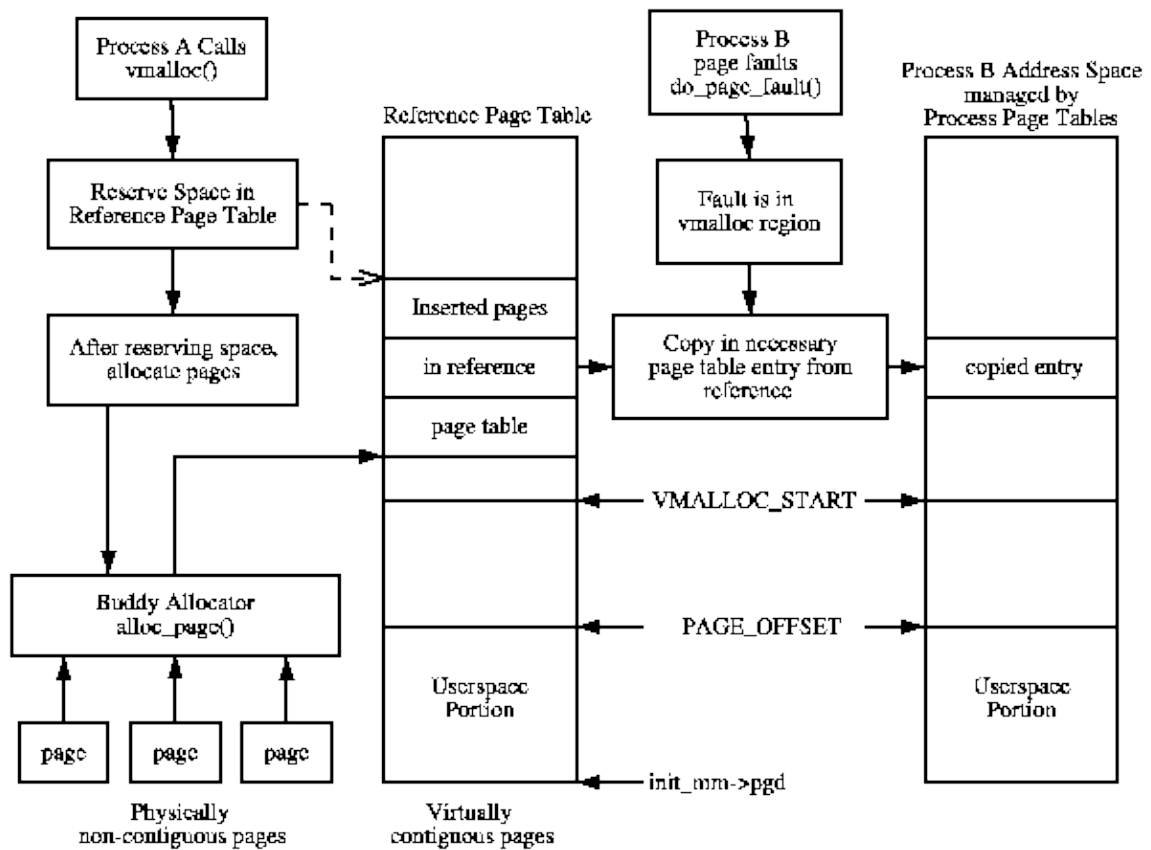 Process A Calls
vmalloc()
Reserve Space in
Reference Page Table
After reserving space,
allocate pages
Buddy Allocator
alloc_page()
page
page
page
Physically
non-contiguous pages
Reference Page Table
Inserted pages
in reference
page table
Userspace
Portion
Virtually
contiguous pages
Process B
page faults
do_page_fault()
Fault is in
vmalloc region
Copy in necessary
page table entry from
reference
VMALLOC_START
PAGE_OFFSET
init_mm->pgd
Process B Address Space
managed by
Process Page Tables
copied entry
Userspace
Portion